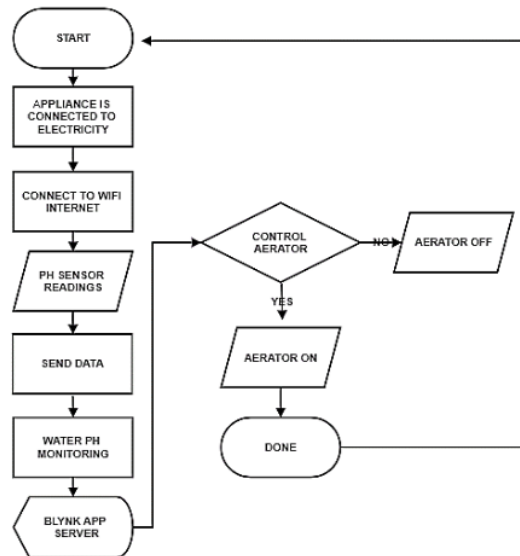 START
APPLIANCE IS
CONNECTED TO
ELECTRICITY
CONNECT TO WIFI
INTERNET
PH SENSOR
READINGS
SEND DATA
WATER PH
MONITORING
BLYNK APP
SERVER
CONTROL
AERATOR
NO
AEROATOR OFF
YES
AERATOR ON
DONE